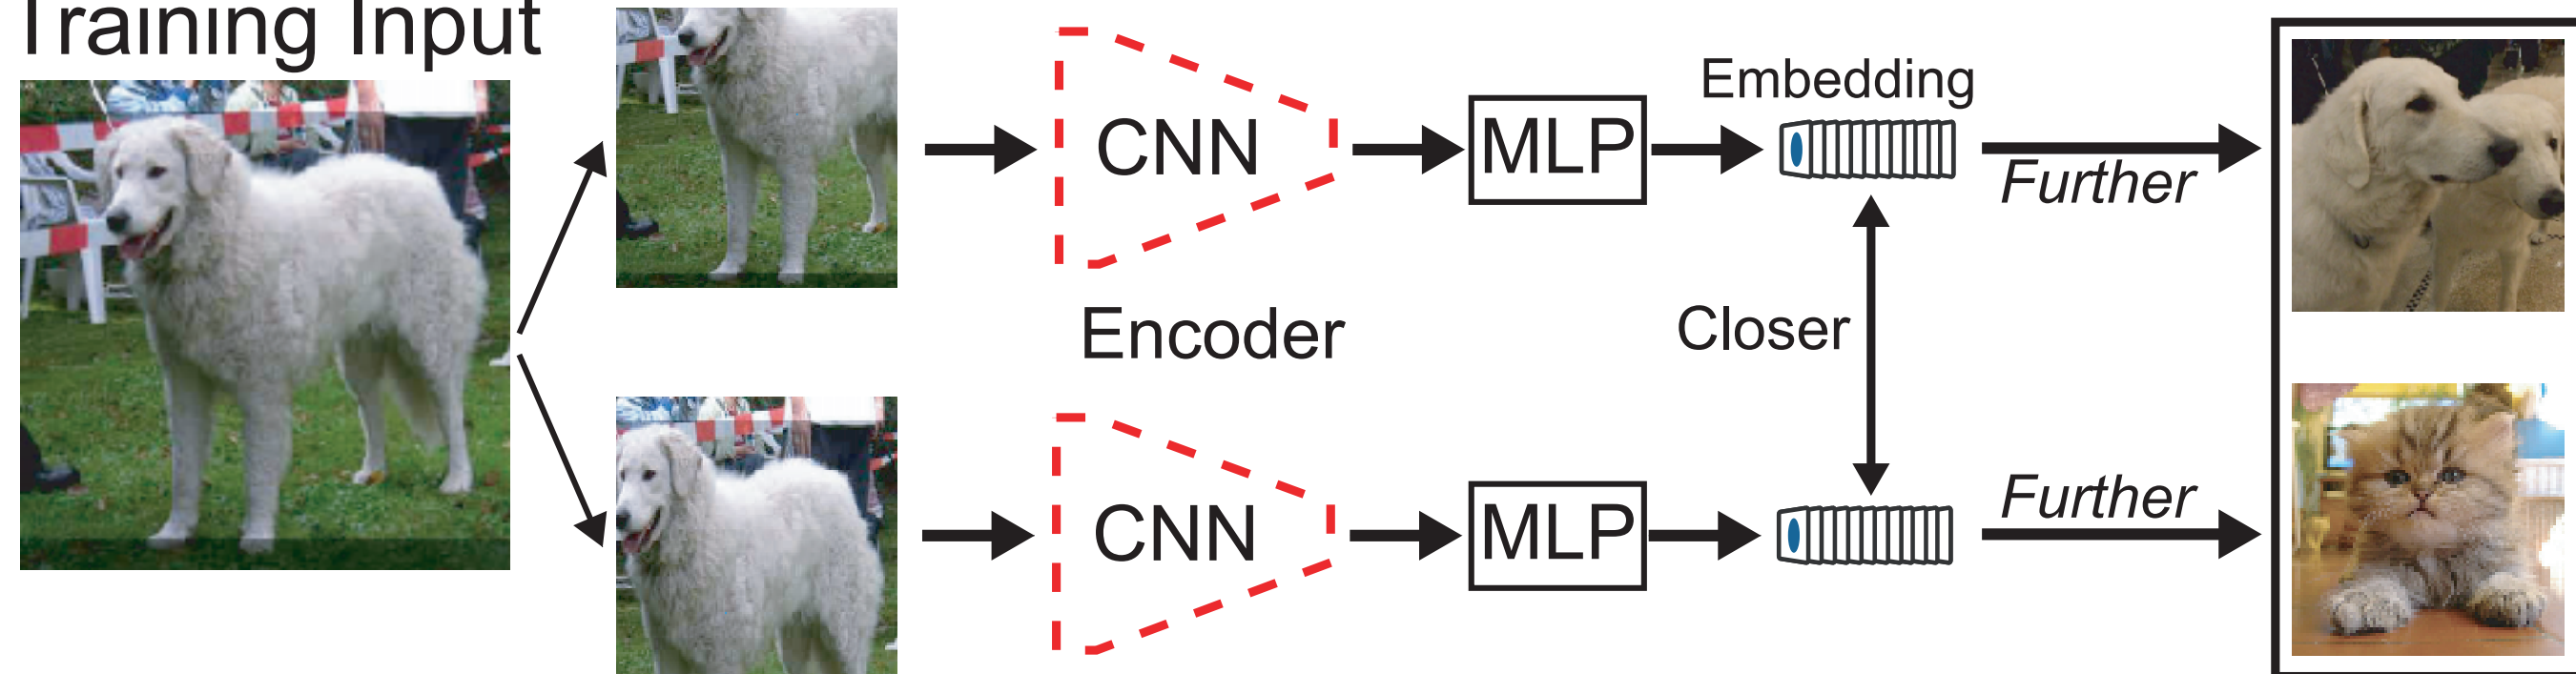 Training Input
Embedding
CNN
MLP
Further
Encoder
Closer
CNN
MLP
Further